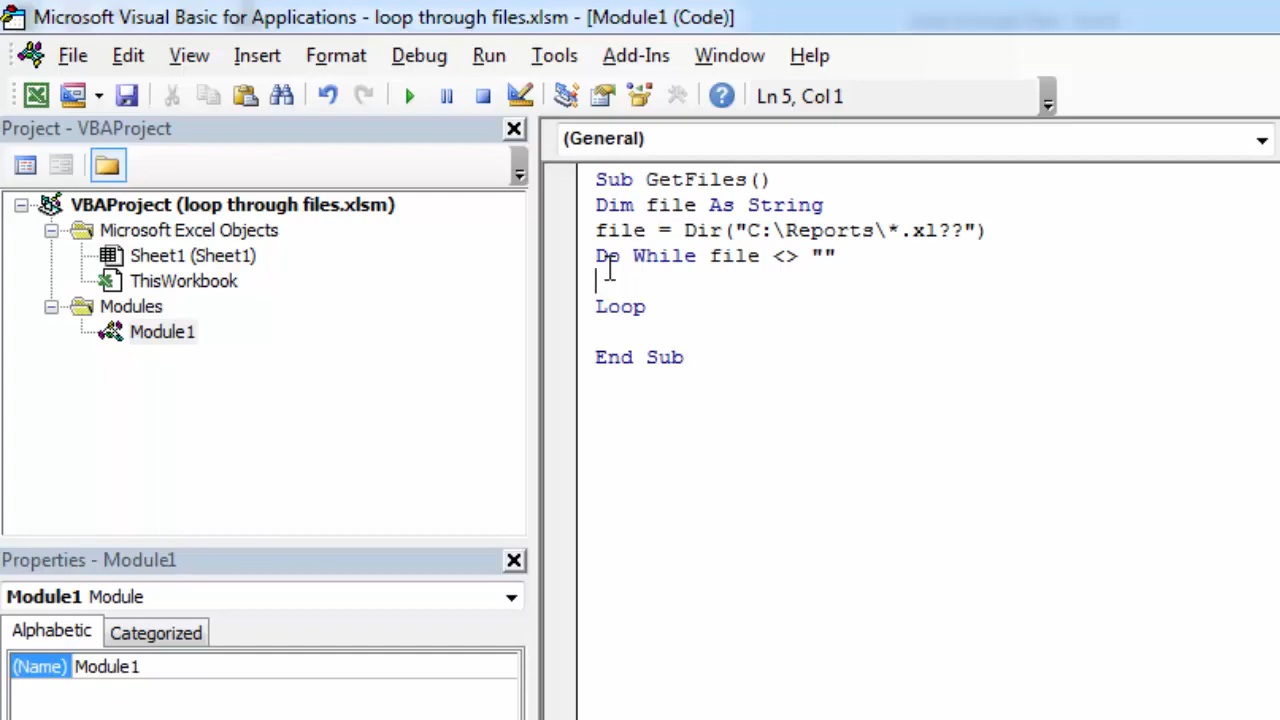 Microsoft Visual Basic for Applications - loop through files.xlsm - [Module1 (Code)]
File Edit View Insert Format Debug Run Tools Add-Ins Window Help
Ln 5, Col 1
Project - VBAProject
(General)
VBAProject (loop through files.xlsm)
Microsoft Excel Objects
Sheet1 (Sheet1)
ThisWorkbook
Modules
Module1
Sub GetFiles()
Dim file As String
file = Dir("C:\Reports\*.xl??")
Do While file <> ""
Loop
End Sub
Properties - Module1
Module1 Module
Alphabetic Categorized
(Name) Module1